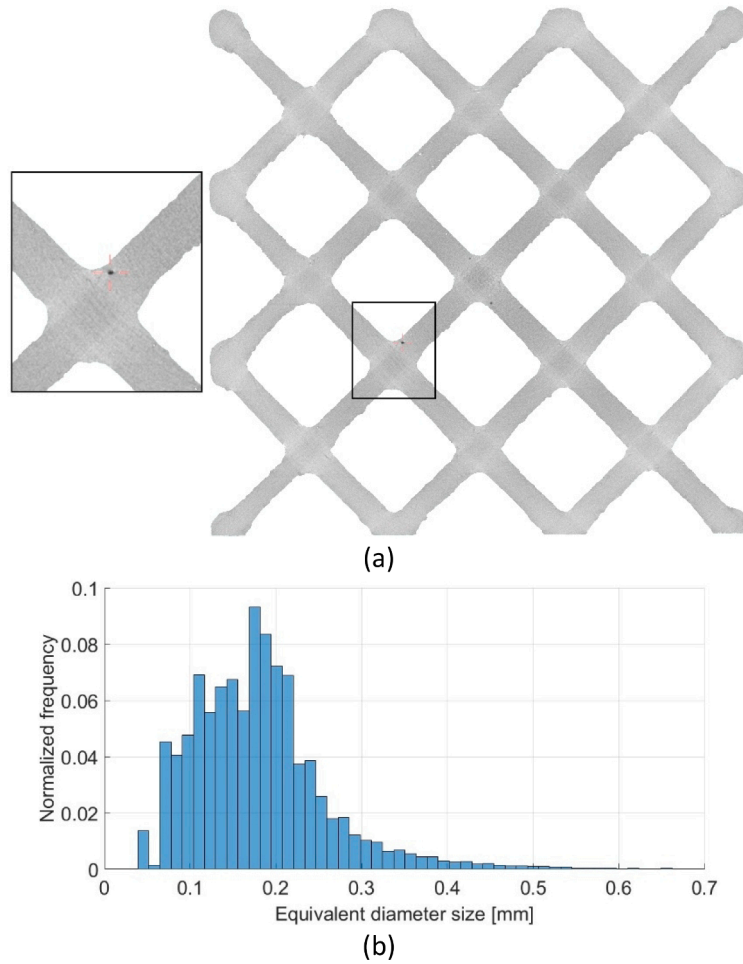 (a)
0.1
0.08
0.06
0.04
0.02
0
Normalized frequency
0 0.1 0.2 0.3 0.4 0.5 0.6 0.7
Equivalent diameter size [mm]
(b)